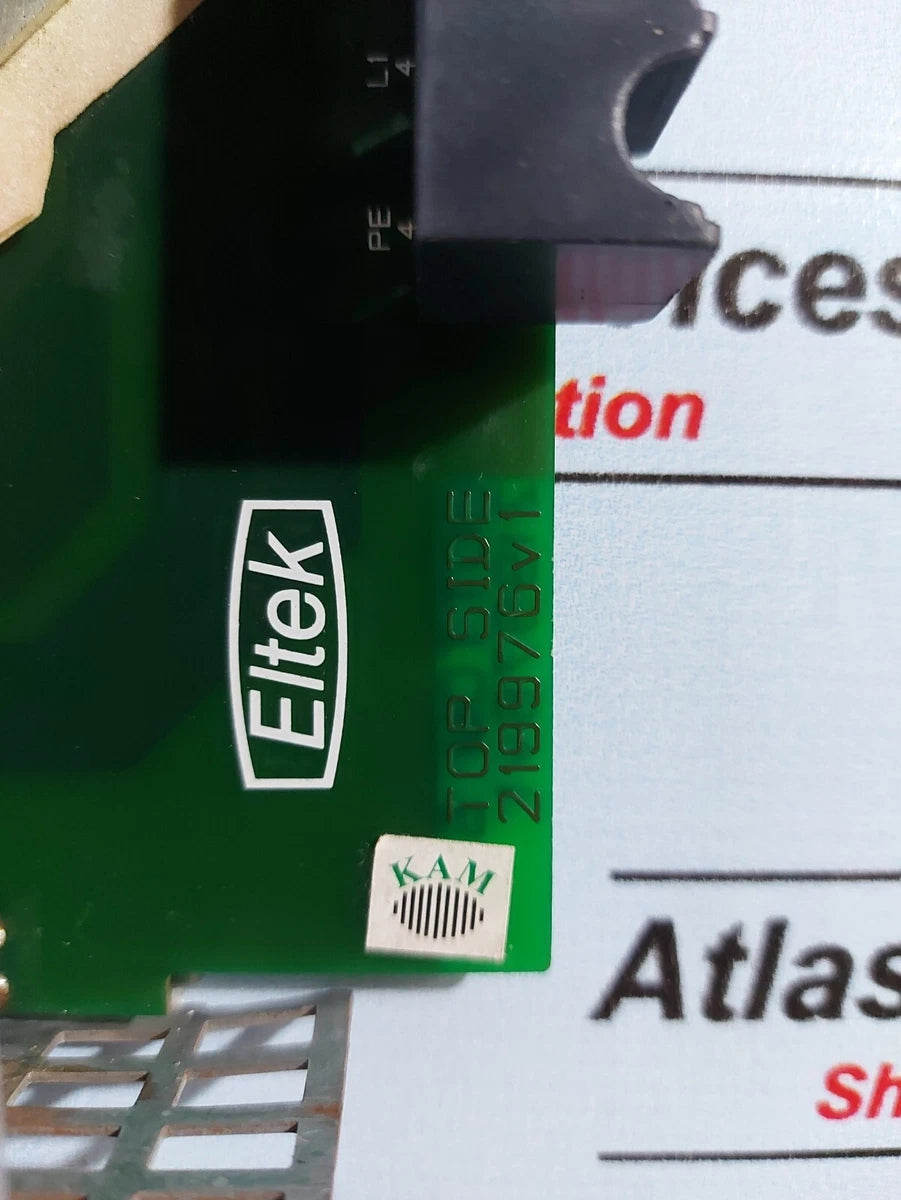 L1
4
PE
4
ices
tion
Eltek
TOP SIDE
219976v1
KAM
Atlas
Sh